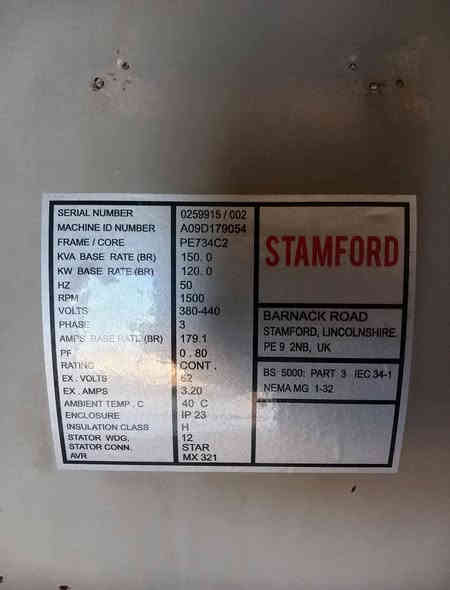 SERIAL NUMBER 0259915 / 002
MACHINE ID NUMBER A09D179054
FRAME / CORE PE734C2
KVA BASE RATE (BR) 150. 0
KW BASE RATE (BR) 120. 0
HZ 50
RPM 1500
VOLTS 380-440
PHASE 3
AMPS BASE RATE (BR) 179.1
PF 0 . 80
RATING CONT .
EX . VOLTS 62
EX . AMPS 3.20
AMBIENT TEMP . C 40 C
ENCLOSURE IP 23
INSULATION CLASS H
STATOR WDG. 12
STATOR CONN. STAR
AVR MX 321
STAMFORD
BARNACK ROAD
STAMFORD, LINCOLNSHIRE
PE 9 2NB, UK
BS 5000: PART 3 IEC 34-1
NEMA MG 1-32